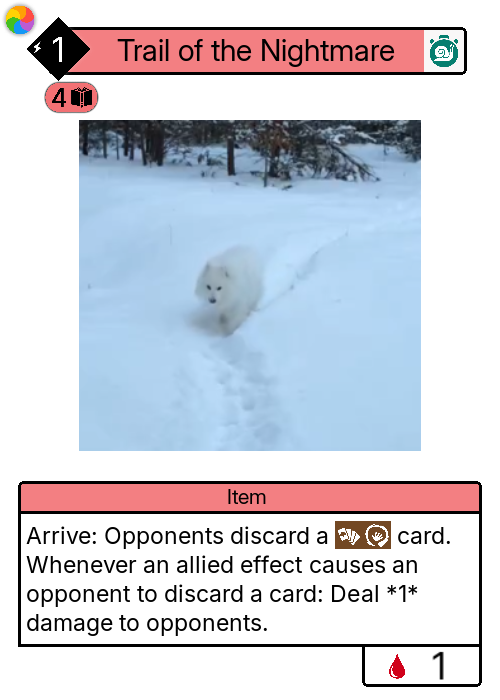 1
Trail of the Nightmare
4
Item
Arrive: Opponents discard a card.
Whenever an allied effect causes an
opponent to discard a card: Deal *1*
damage to opponents.
1